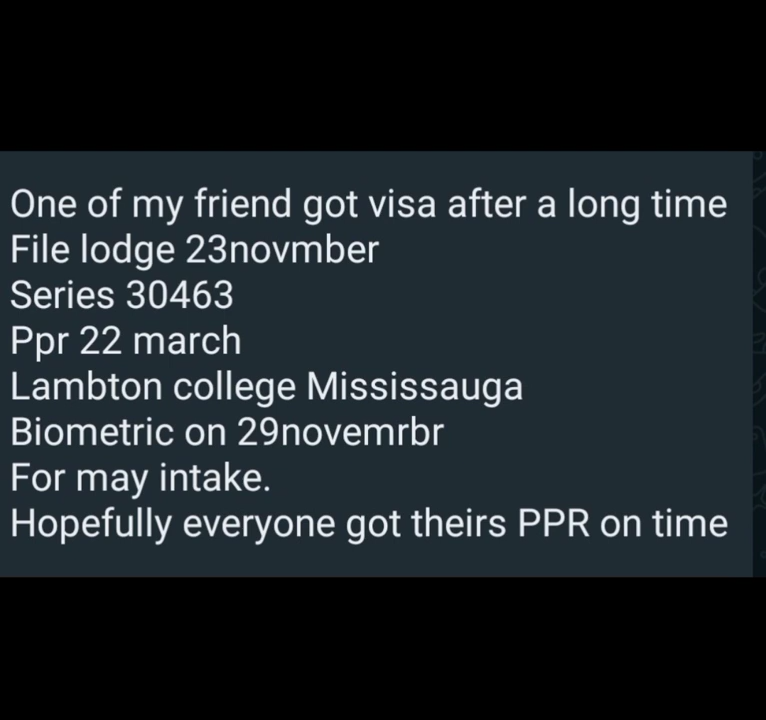 One of my friend got visa after a long time
File lodge 23novmber
Series 30463
Ppr 22 march
Lambton college Mississauga
Biometric on 29novemrbr
For may intake.
Hopefully everyone got theirs PPR on time